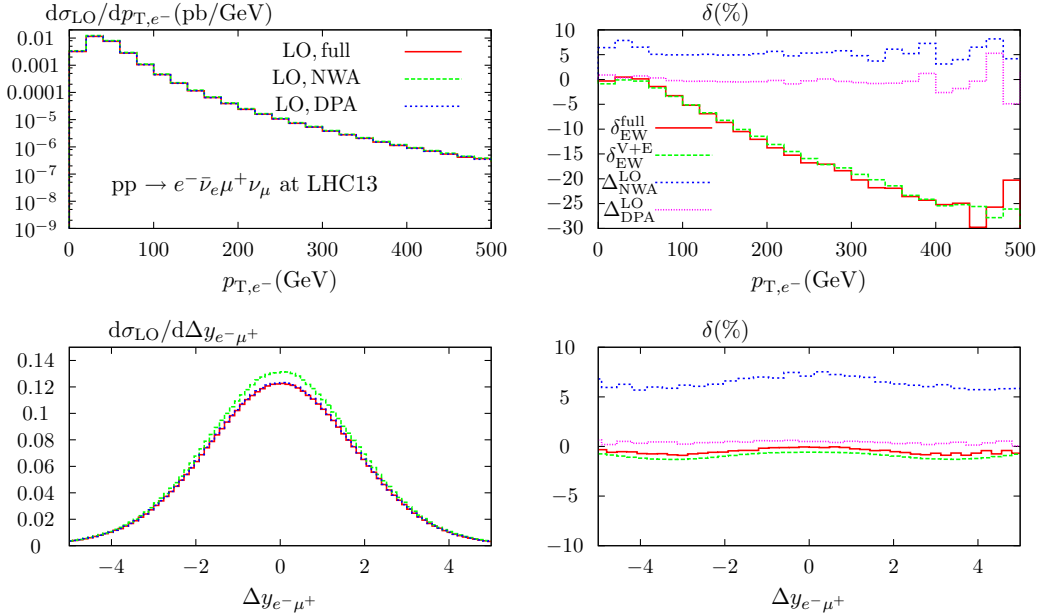 dσ_LO/dp_T,e⁻(pb/GeV)
0.01
0.001
0.0001
10⁻⁵
10⁻⁶
10⁻⁷
10⁻⁸
10⁻⁹
LO, full
LO, NWA
LO, DPA
pp → e⁻ν̄_eμ⁺ν_μ at LHC13
0 100 200 300 400 500
p_T,e⁻(GeV)
δ(%)
10
5
0
−5
−10
−15
−20
−25
−30
δ_EW^full
δ_EW^V+E
Δ_NWA^LO
Δ_DPA^LO
0 100 200 300 400 500
p_T,e⁻(GeV)
dσ_LO/dΔy_e⁻μ⁺
0.14
0.12
0.1
0.08
0.06
0.04
0.02
0
−4 −2 0 2 4
Δy_e⁻μ⁺
δ(%)
10
5
0
−5
−10
−4 −2 0 2 4
Δy_e⁻μ⁺